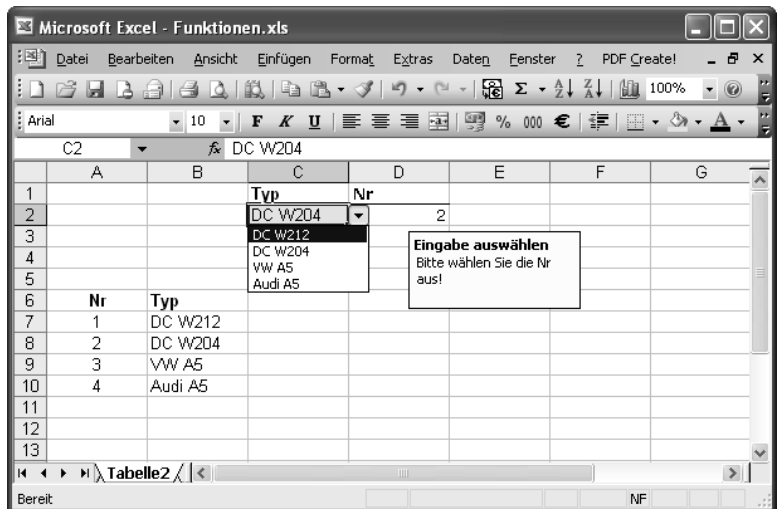 Microsoft Excel - Funktionen.xls
Datei Bearbeiten Ansicht Einfügen Format Extras Daten Fenster ? PDF Create!
Σ 100%
Arial 10 F K U % 000 € A
C2 fx DC W204
A B C D E F G
1 Typ Nr
2 DC W204 2
3 DC W212
DC W204
4 VW A5
5 Audi A5
Eingabe auswählen
Bitte wählen Sie die Nr
aus!
6 Nr Typ
7 1 DC W212
8 2 DC W204
9 3 VW A5
10 4 Audi A5
11
12
13
Tabelle2
Bereit NF